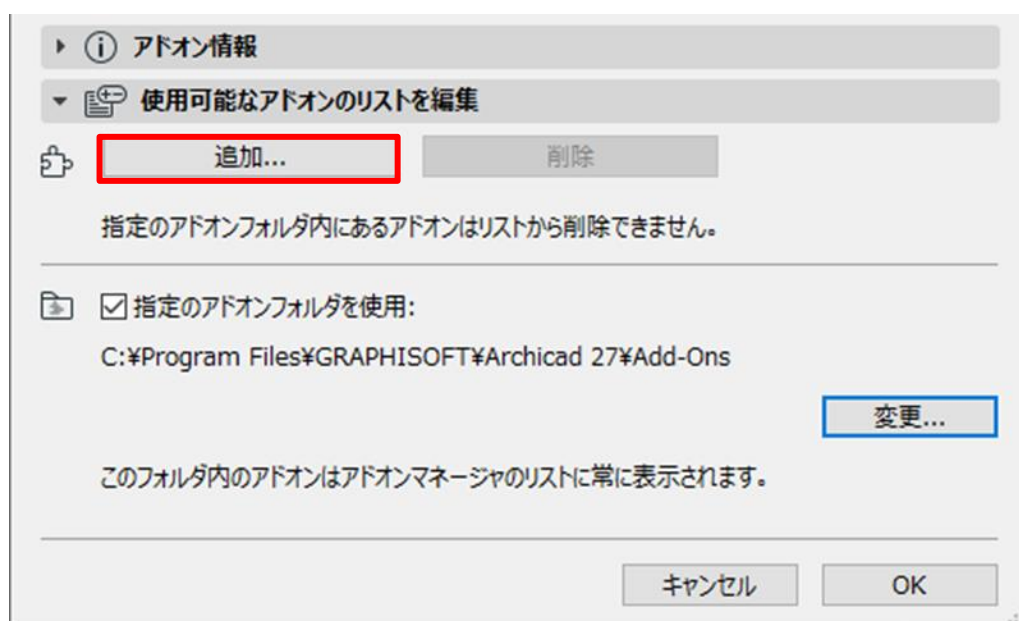 アドオン情報
使用可能なアドオンのリストを編集
追加... 削除
指定のアドオンフォルダ内にあるアドオンはリストから削除できません。
指定のアドオンフォルダを使用:
C:¥Program Files¥GRAPHISOFT¥Archicad 27¥Add-Ons
変更...
このフォルダ内のアドオンはアドオンマネージャのリストに常に表示されます。
キャンセル OK